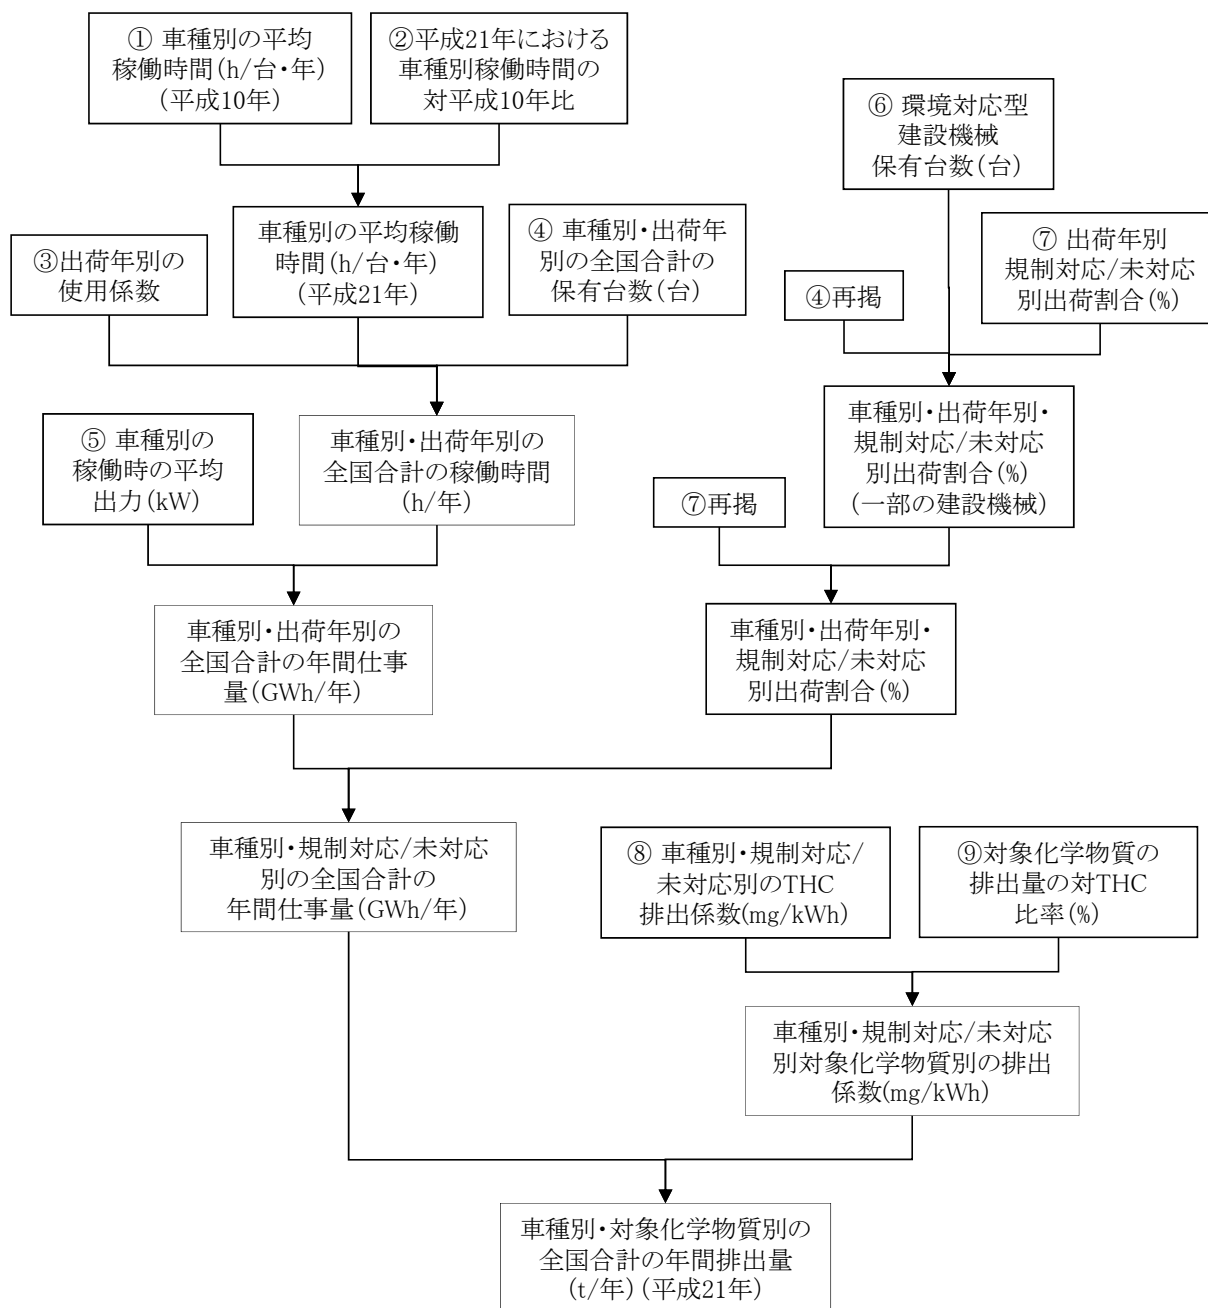 ① 車種別の平均
稼働時間(h/台・年)
(平成10年)
②平成21年における
車種別稼働時間の
対平成10年比
⑥ 環境対応型
建設機械
保有台数(台)
③出荷年別の
使用係数
車種別の平均稼働
時間(h/台・年)
(平成21年)
④ 車種別・出荷年
別の全国合計の
保有台数(台)
④再掲
⑦ 出荷年別
規制対応/未対応
別出荷割合(%)
⑤ 車種別の
稼働時の平均
出力(kW)
車種別・出荷年別の
全国合計の稼働時間
(h/年)
⑦再掲
車種別・出荷年別・
規制対応/未対応
別出荷割合(%)
(一部の建設機械)
車種別・出荷年別の
全国合計の年間仕事
量(GWh/年)
車種別・出荷年別・
規制対応/未対応
別出荷割合(%)
車種別・規制対応/未対応
別の全国合計の
年間仕事量(GWh/年)
⑧ 車種別・規制対応/
未対応別のTHC
排出係数(mg/kWh)
⑨対象化学物質の
排出量の対THC
比率(%)
車種別・規制対応/未対応
別対象化学物質別の排出
係数(mg/kWh)
車種別・対象化学物質別の
全国合計の年間排出量
(t/年)(平成21年)